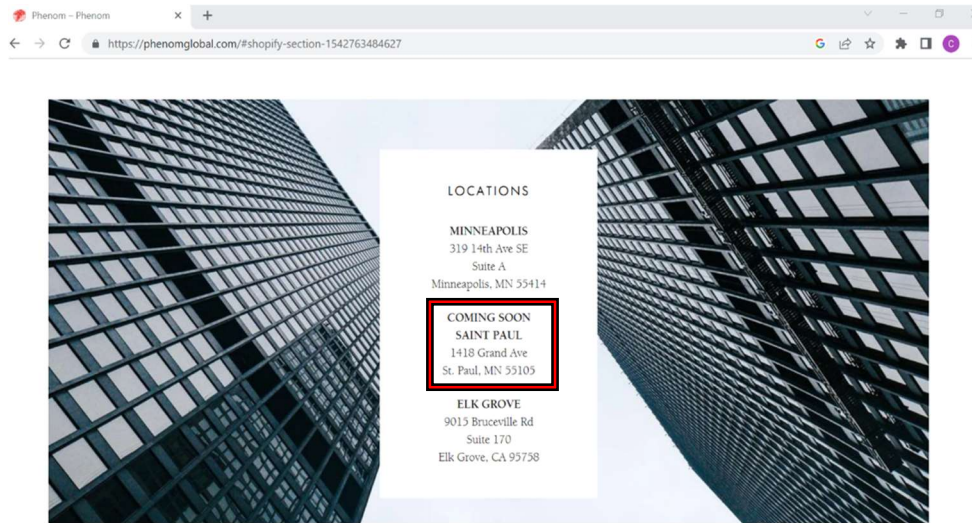 Phenom – Phenom
https://phenomglobal.com/#shopify-section-1542763484627
G
C
LOCATIONS
MINNEAPOLIS
319 14th Ave SE
Suite A
Minneapolis, MN 55414
COMING SOON
SAINT PAUL
1418 Grand Ave
St. Paul, MN 55105
ELK GROVE
9015 Bruceville Rd
Suite 170
Elk Grove, CA 95758